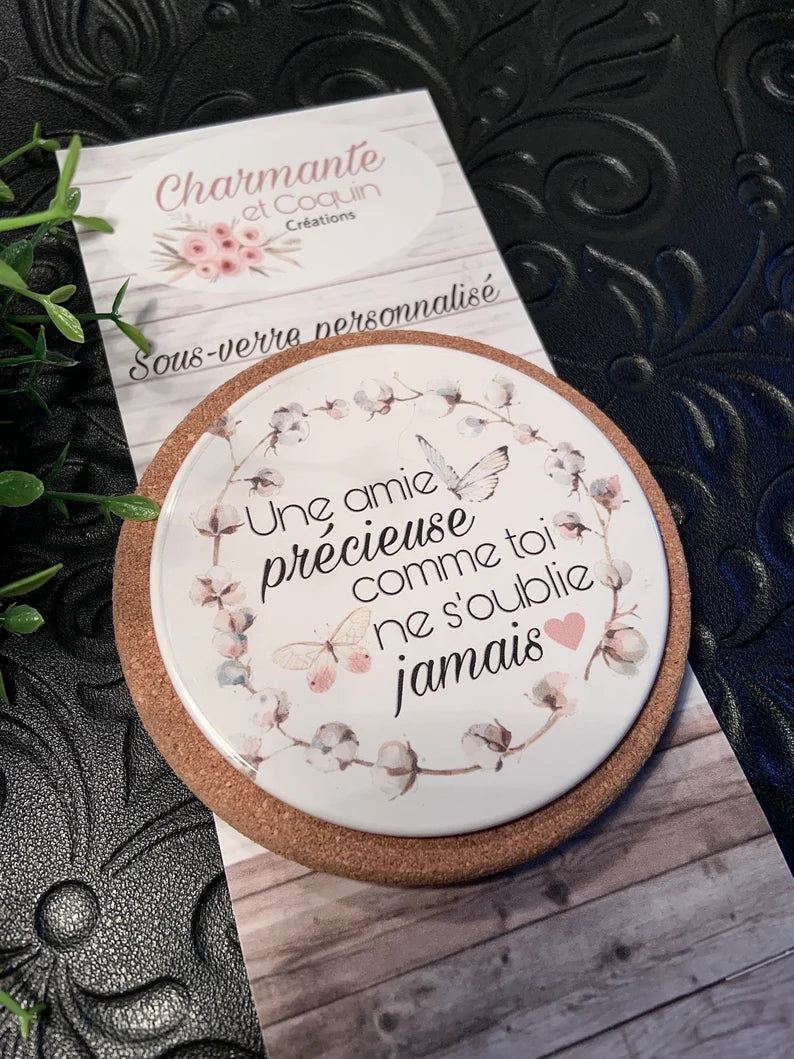 Charmante
et Coquin
Créations
Sous-verre personnalisé
Une amie
précieuse
comme toi
ne s'oublie
jamais